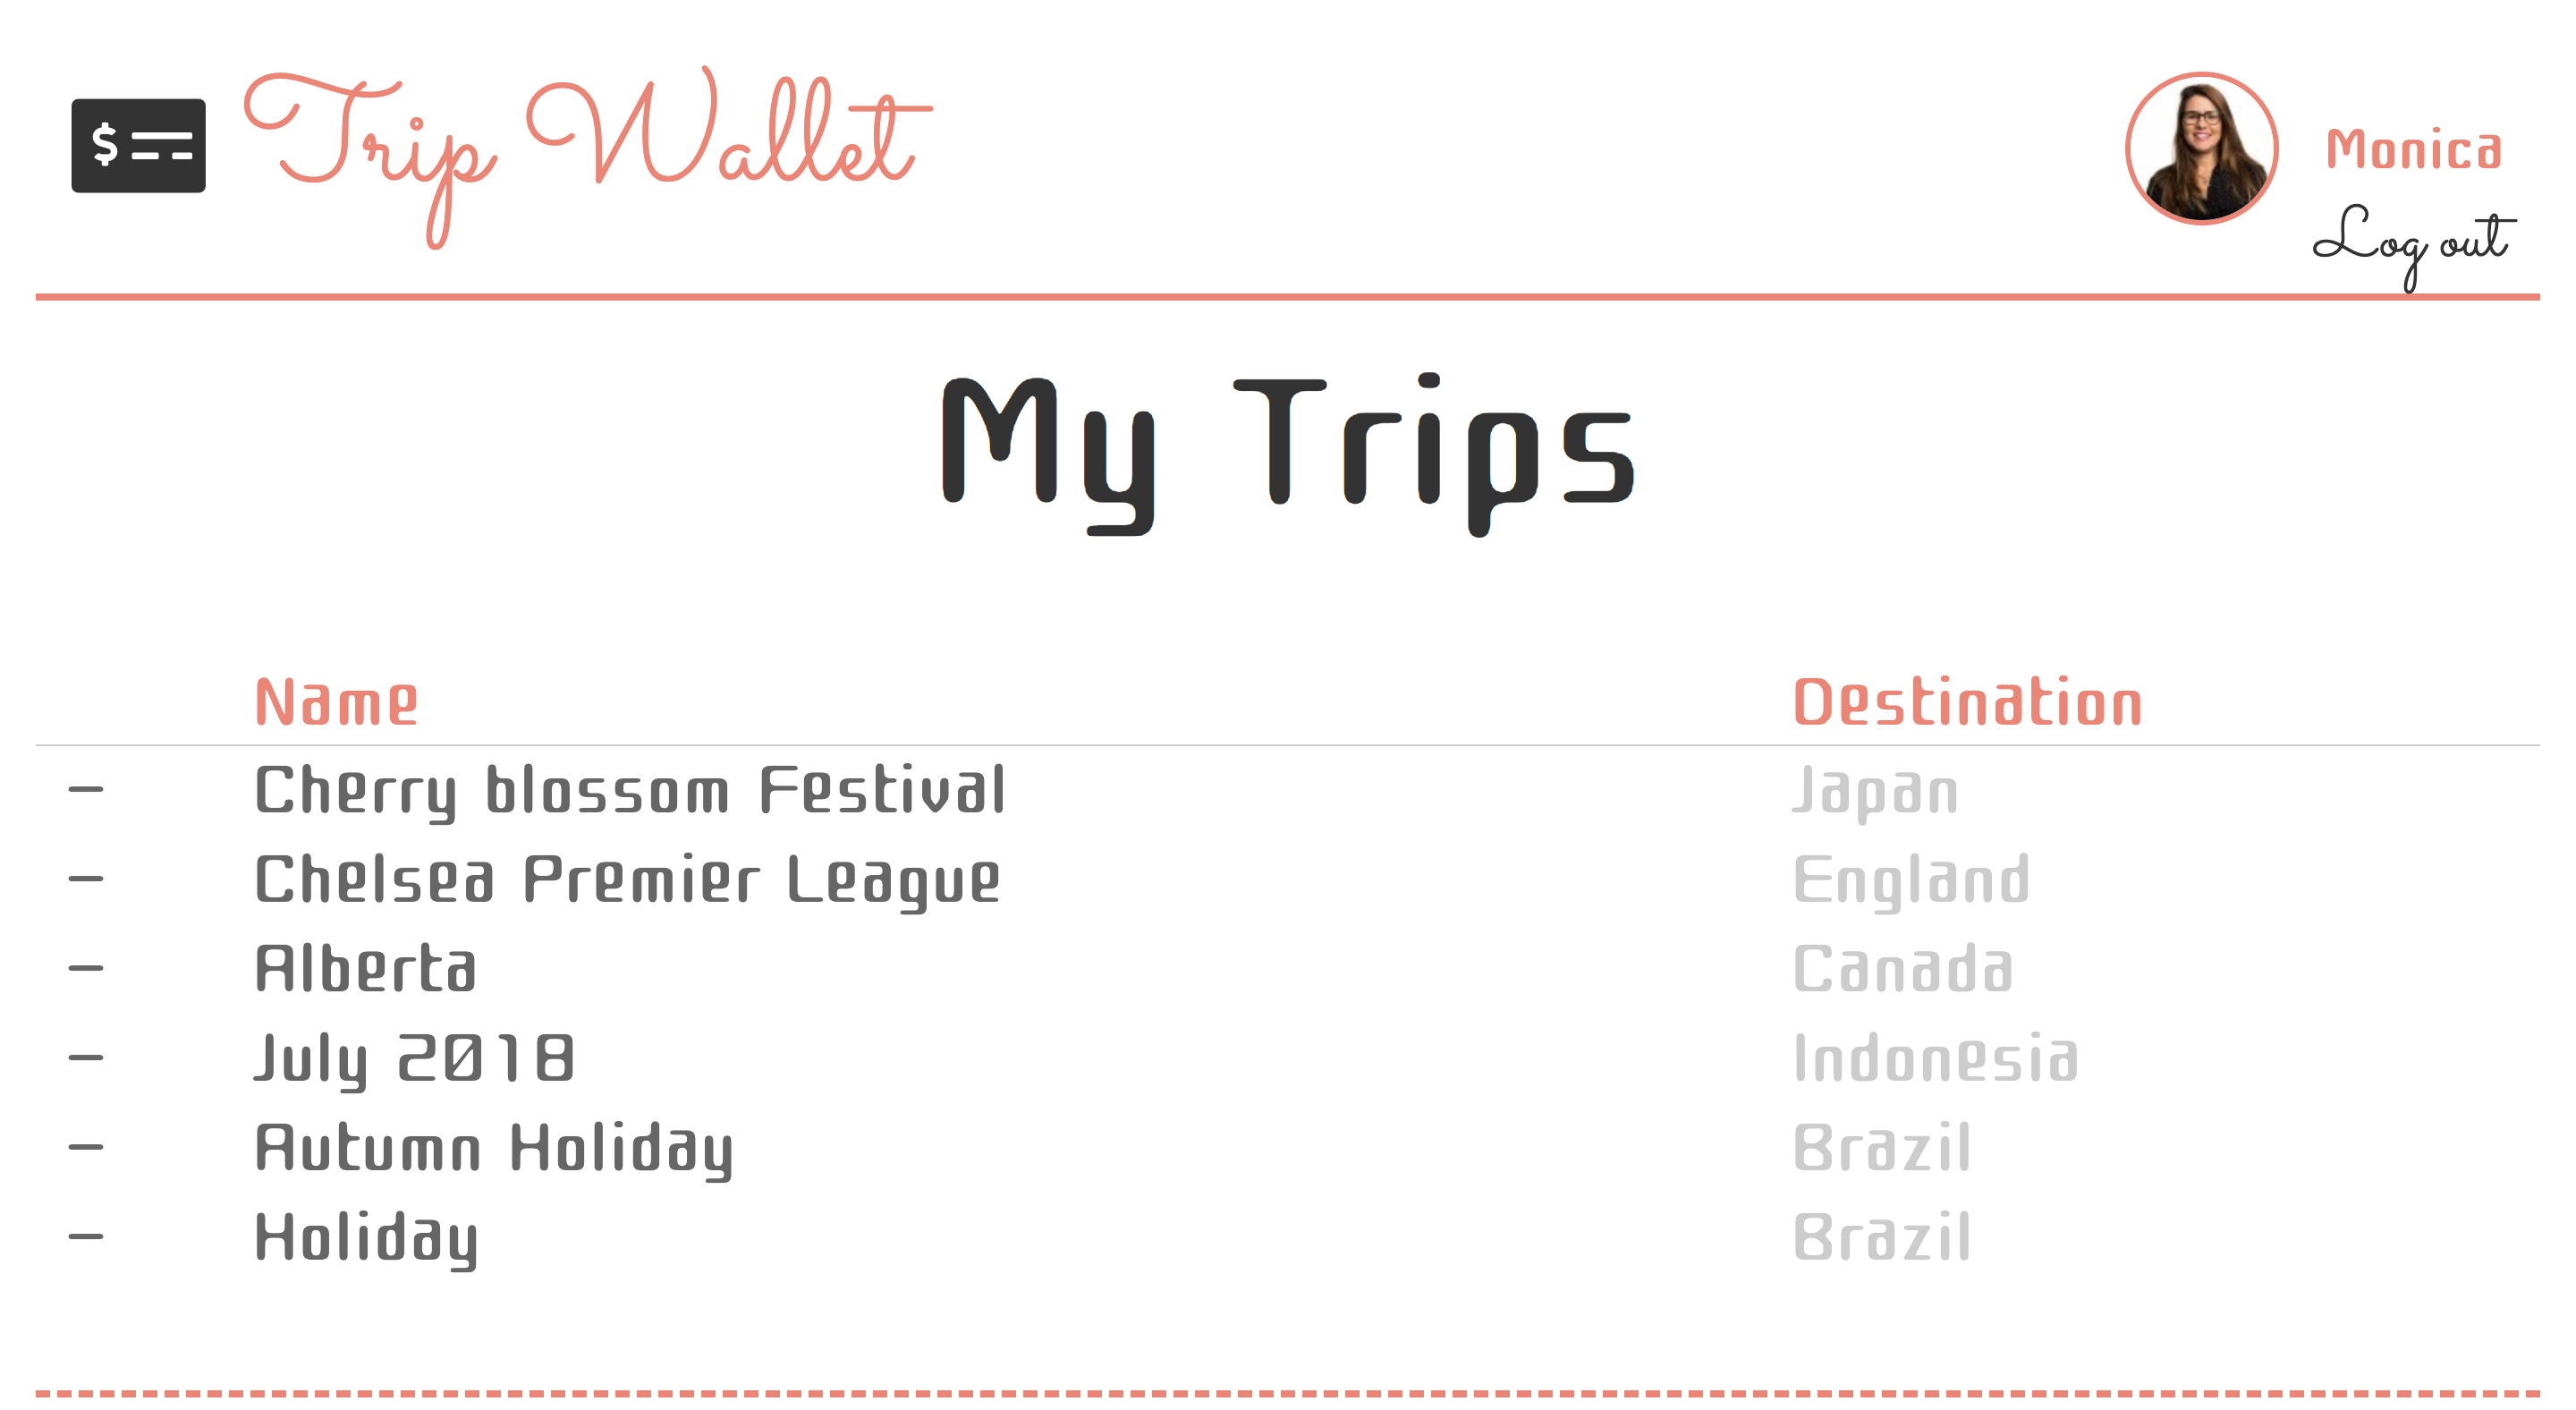 $ Trip Wallet
Monica
Log out
My Trips
Name Destination
– Cherry blossom Festival Japan
– Chelsea Premier League England
– Alberta Canada
– July 2018 Indonesia
– Autumn Holiday Brazil
– Holiday Brazil